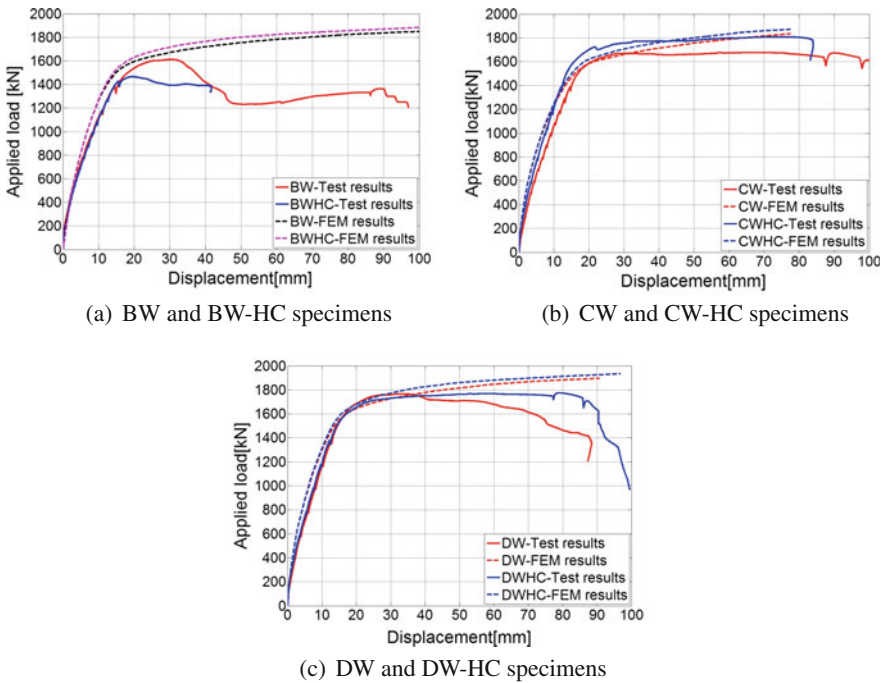 2000
1800
1600
1400
1200
1000
800
600
400
200
0
Applied load [kN]
BW-Test results
BWHC-Test results
BW-FEM results
BWHC-FEM results
0 10 20 30 40 50 60 70 80 90 100
Displacement[mm]
(a) BW and BW-HC specimens
2000
1800
1600
1400
1200
1000
800
600
400
200
0
Applied load[kN]
CW-Test results
CW-FEM results
CWHC-Test results
CWHC-FEM results
0 10 20 30 40 50 60 70 80 90 100
Displacement[mm]
(b) CW and CW-HC specimens
2000
1800
1600
1400
1200
1000
800
600
400
200
0
Applied load[kN]
DW-Test results
DW-FEM results
DWHC-Test results
DWHC-FEM results
0 10 20 30 40 50 60 70 80 90 100
Displacement[mm]
(c) DW and DW-HC specimens